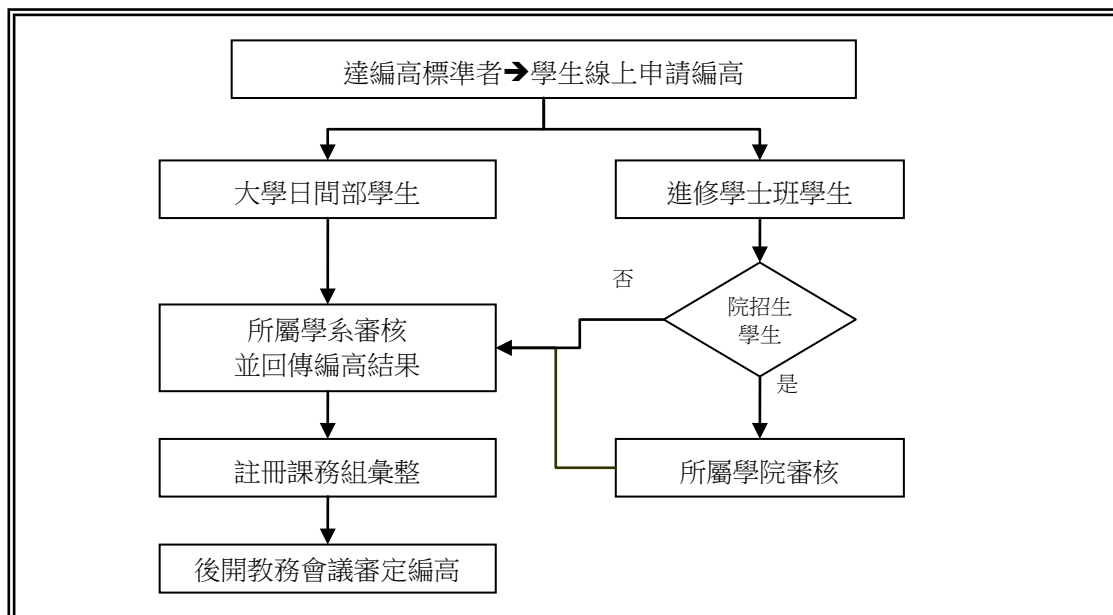 達編高標準者➔學生線上申請編高
大學日間部學生
進修學士班學生
否
院招生
學生
所屬學系審核
並回傳編高結果
是
註冊課務組彙整
所屬學院審核
後開教務會議審定編高